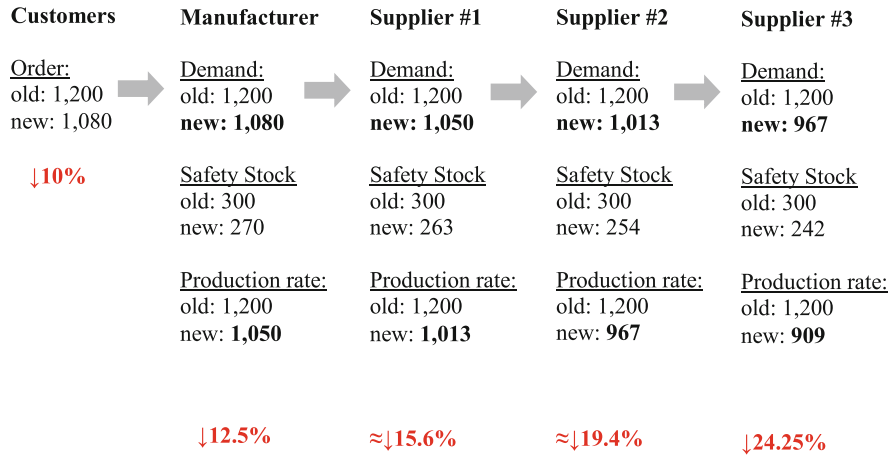 Customers
Order:
old: 1,200
new: 1,080
↓10%
Manufacturer
Demand:
old: 1,200
new: 1,080
Safety Stock
old: 300
new: 270
Production rate:
old: 1,200
new: 1,050
↓12.5%
Supplier #1
Demand:
old: 1,200
new: 1,050
Safety Stock
old: 300
new: 263
Production rate:
old: 1,200
new: 1,013
≈↓15.6%
Supplier #2
Demand:
old: 1,200
new: 1,013
Safety Stock
old: 300
new: 254
Production rate:
old: 1,200
new: 967
≈↓19.4%
Supplier #3
Demand:
old: 1,200
new: 967
Safety Stock
old: 300
new: 242
Production rate:
old: 1,200
new: 909
↓24.25%